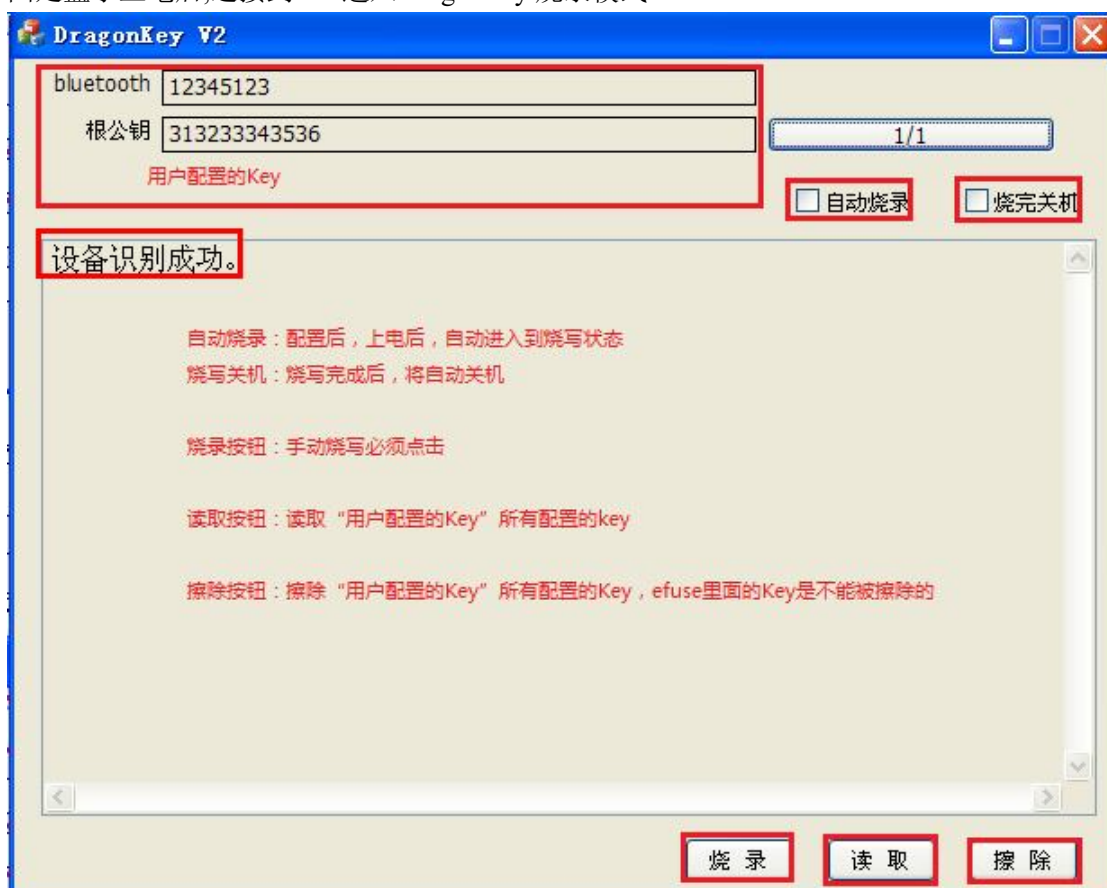 DragonKey V2
bluetooth 12345123
根公钥 313233343536
1/1
用户配置的Key
自动烧录 烧完关机
设备识别成功。
自动烧录：配置后，上电后，自动进入到烧写状态
烧写关机：烧写完成后，将自动关机
烧录按钮：手动烧写必须点击
读取按钮：读取“用户配置的Key”所有配置的key
擦除按钮：擦除“用户配置的Key”所有配置的Key，efuse里面的Key是不能被擦除的
烧 录 读 取 擦 除